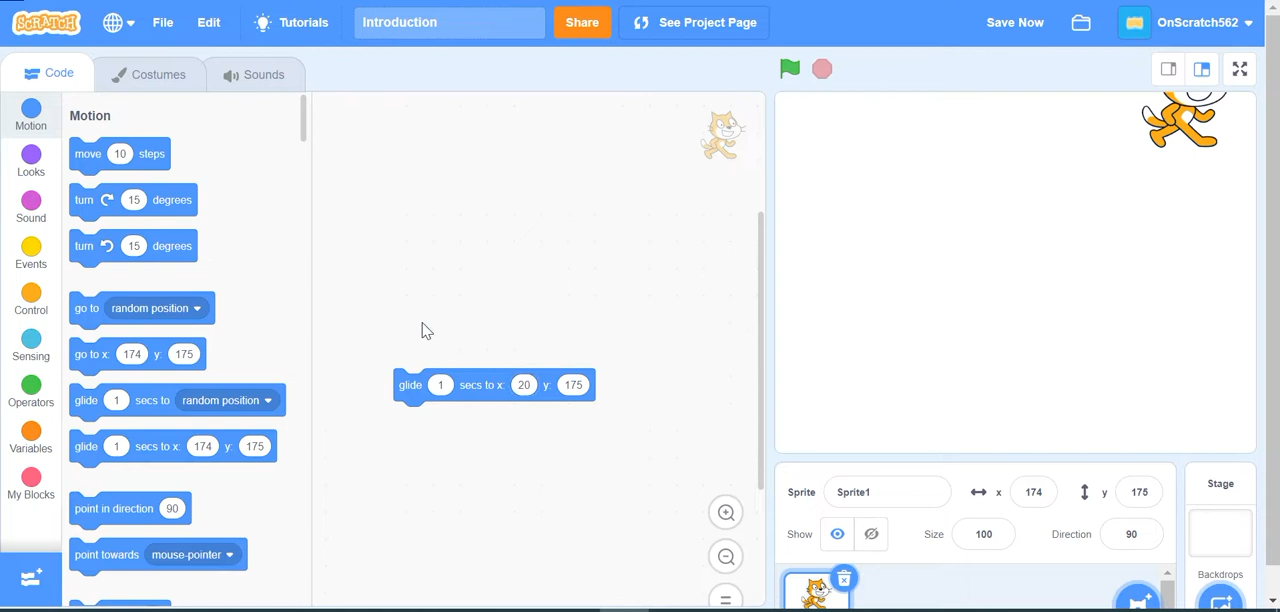 SCRATCH
File
Edit
Tutorials
Introduction
Share
See Project Page
Save Now
OnScratch562
Code
Costumes
Sounds
Motion
Looks
Sound
Events
Control
Sensing
Operators
Variables
My Blocks
Motion
move 10 steps
turn 15 degrees
turn 15 degrees
go to random position
go to x: 174 y: 175
glide 1 secs to random position
glide 1 secs to x: 174 y: 175
point in direction 90
point towards mouse-pointer
glide 1 secs to x: 20 y: 175
Sprite Sprite1 x 174 y 175
Show Size 100 Direction 90
Stage
Backdrops